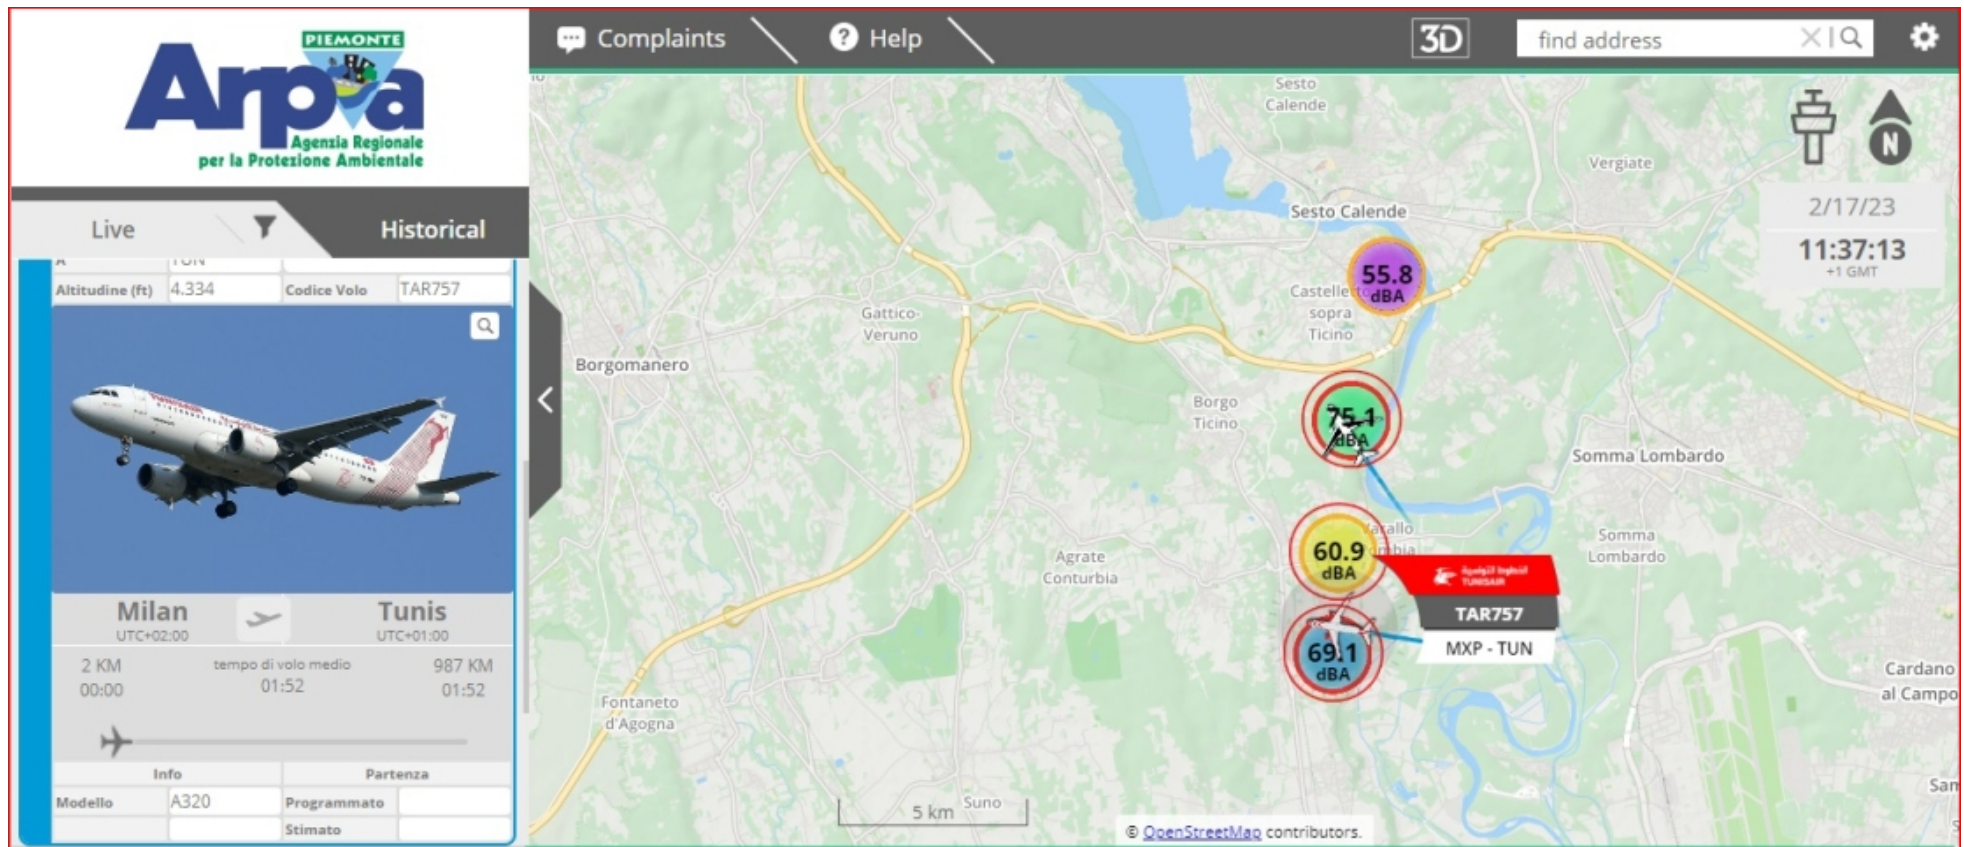 PIEMONTE
Arpa
Agenzia Regionale
per la Protezione Ambientale
Complaints
Help
3D
find address
Live
Historical
A TUN
Altitudine (ft) 4.334 Codice Volo TAR757
Milan
UTC+02:00
Tunis
UTC+01:00
2 KM
00:00
tempo di volo medio
01:52
987 KM
01:52
Info Partenza
Modello A320 Programmato
Stimato
N
2/17/23
11:37:13
+1 GMT
Sesto
Calende
Vergiate
Sesto Calende
55.8
dBA
sopra
Ticino
Gattico-
Veruno
Borgomanero
Borgo
Ticino
75.1
dBA
Somma Lombardo
Somma
Lombardo
60.9
dBA
Agrate
Conturbia
الخطوط التونسية
TUNISAIR
TAR757
MXP - TUN
69.1
dBA
Cardano
al Campo
Fontaneto
d'Agogna
Suno
5 km
© OpenStreetMap contributors.